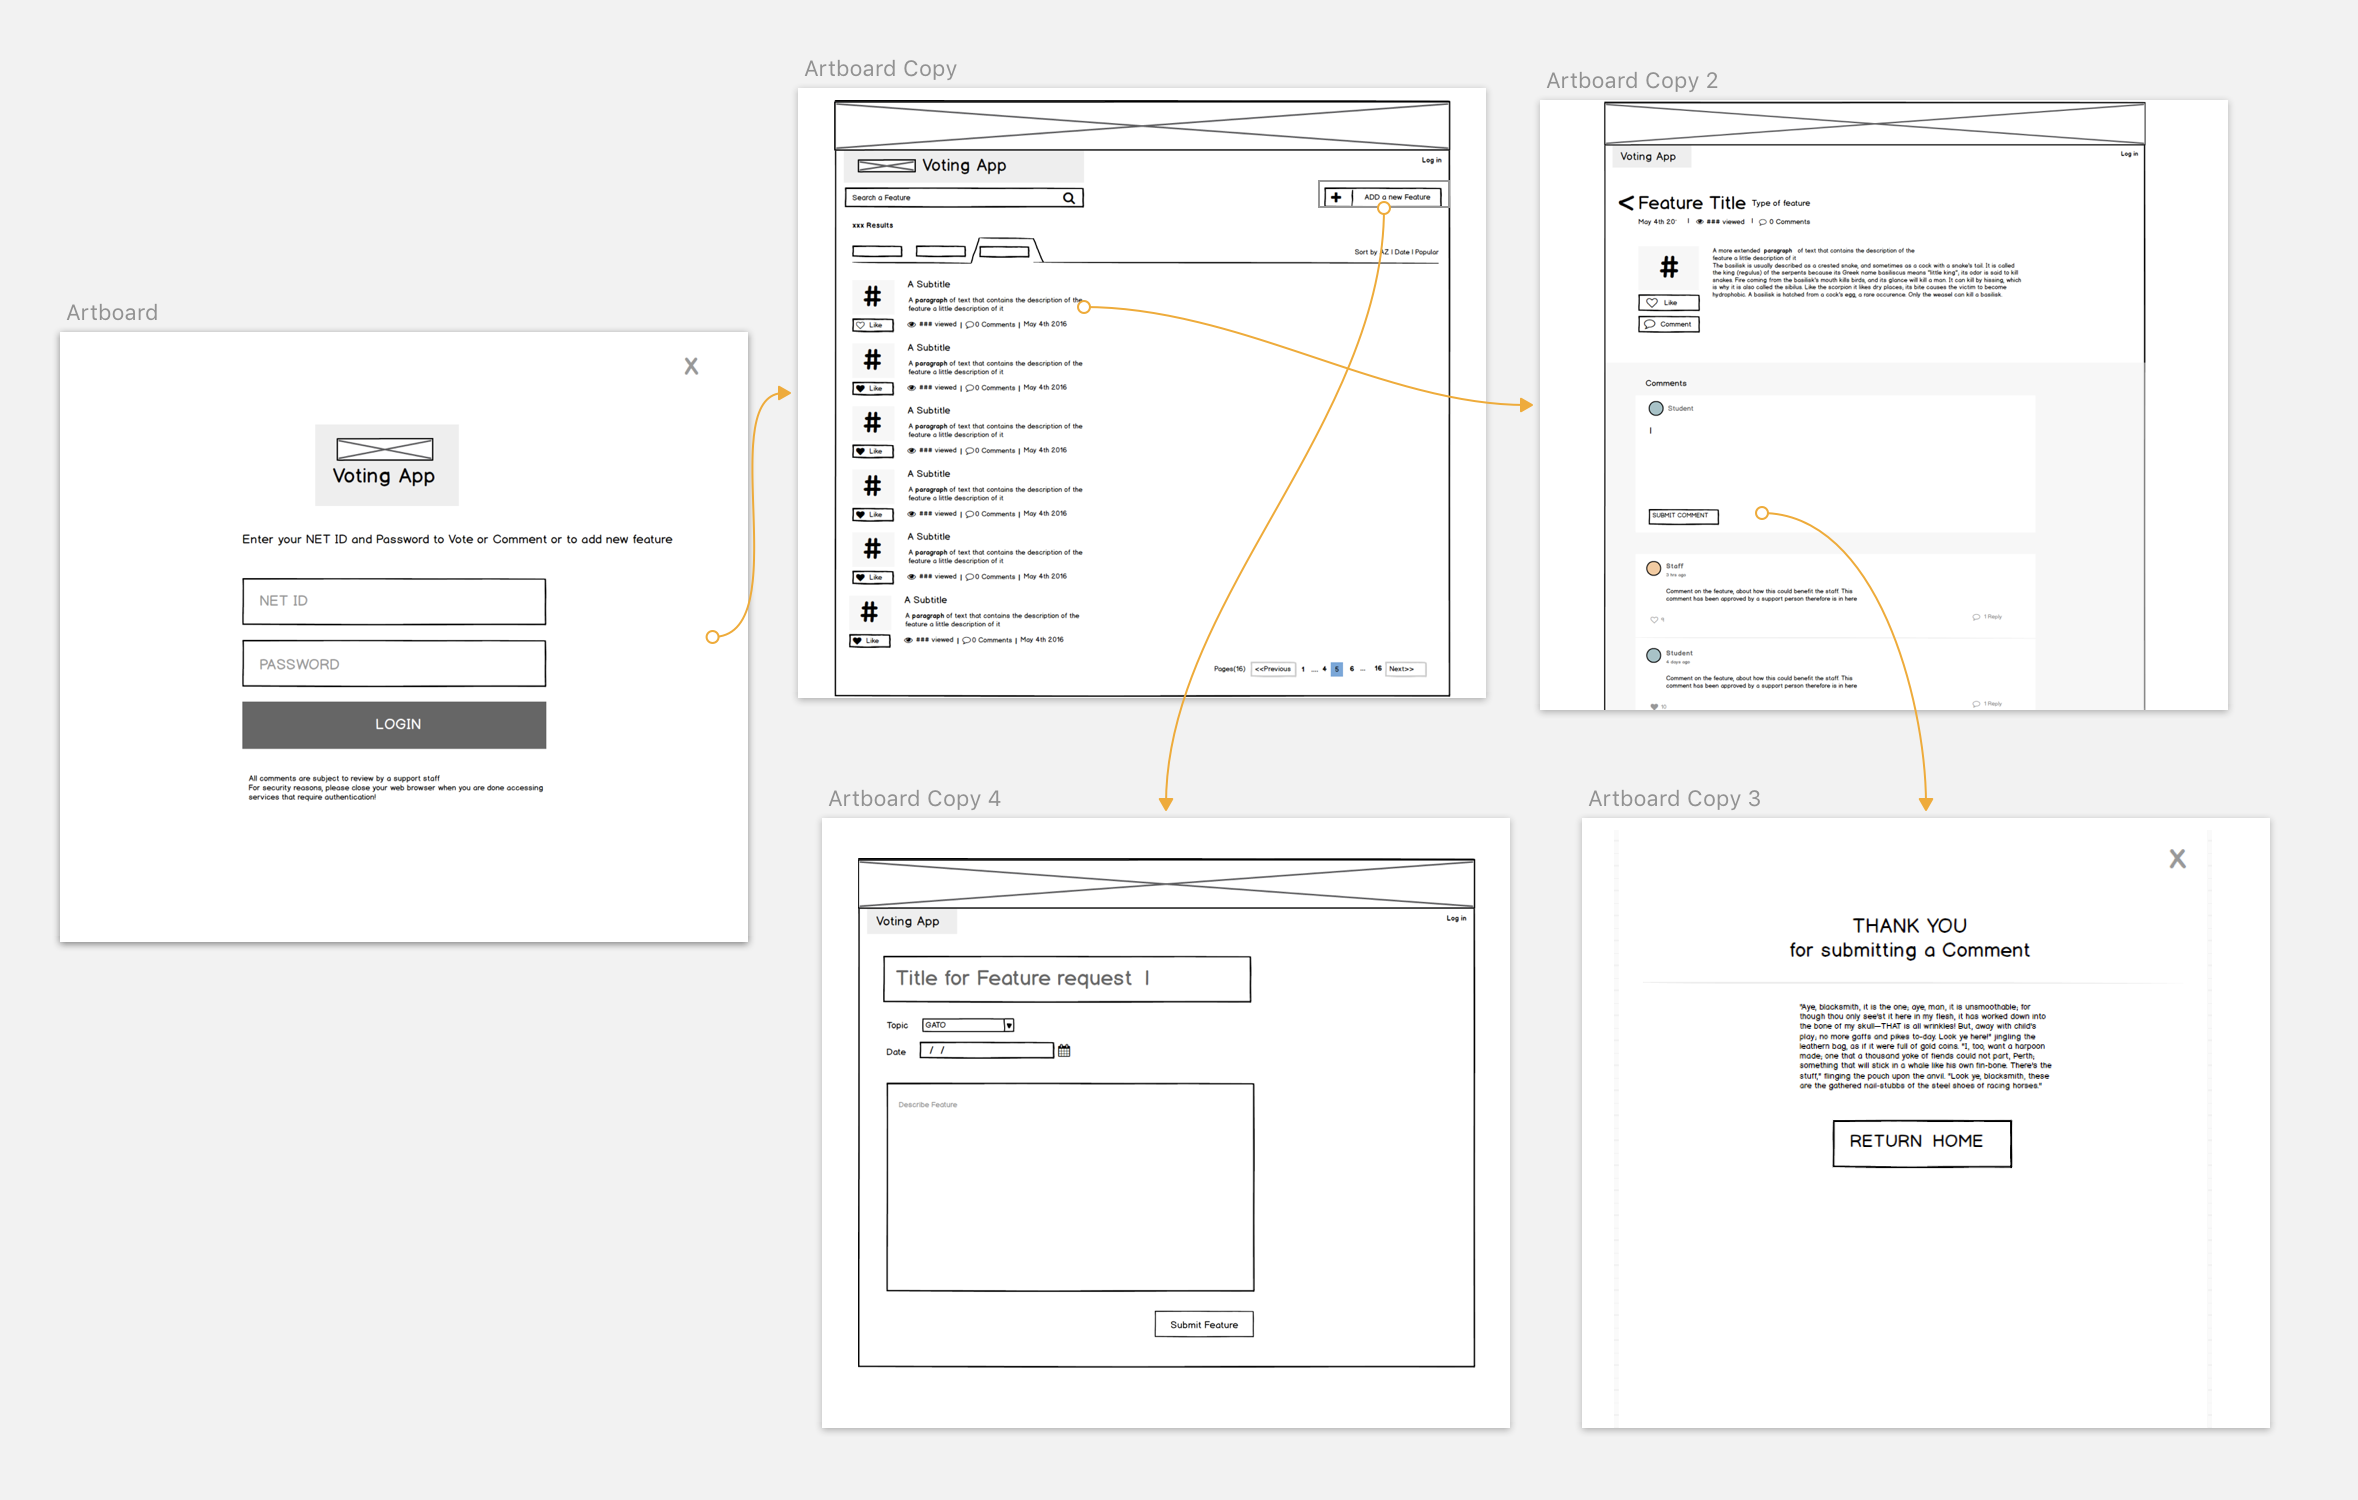 Artboard
X
Voting App
Enter your NET ID and Password to Vote or Comment or to add new feature
NET ID
PASSWORD
LOGIN
All comments are subject to review by a support staff
For security reasons, please close your web browser when you are done accessing
services that require authentication!
Artboard Copy
Voting App
Log in
Search a Feature
ADD a new Feature
xxx Results
Sort by AZ | Date | Popular
#
A Subtitle
A paragraph of text that contains the description of the
feature a little description of it
Like
### viewed | 0 Comments | May 4th 2016
#
A Subtitle
A paragraph of text that contains the description of the
feature a little description of it
Like
### viewed | 0 Comments | May 4th 2016
#
A Subtitle
A paragraph of text that contains the description of the
feature a little description of it
Like
### viewed | 0 Comments | May 4th 2016
#
A Subtitle
A paragraph of text that contains the description of the
feature a little description of it
Like
### viewed | 0 Comments | May 4th 2016
#
A Subtitle
A paragraph of text that contains the description of the
feature a little description of it
Like
### viewed | 0 Comments | May 4th 2016
#
A Subtitle
A paragraph of text that contains the description of the
feature a little description of it
Like
### viewed | 0 Comments | May 4th 2016
Pages(16) <<Previous 1 .... 4 5 6 ... 16 Next>>
Artboard Copy 2
Voting App
Log in
< Feature Title Type of feature
May 4th 20 | ### viewed | 0 Comments
#
Like
Comment
A more extended paragraph of text that contains the description of the
feature a little description of it
The basilisk is usually described as a crested snake, and sometimes as a cock with a snake's tail. It is called
the king (regulus) of the serpents because its Greek name basiliscus means "little king", its odor is said to kill
snakes. Fire coming from the basilisk's mouth kills birds, and its glance will kill a man. It can kill by hissing, which
is why it is also called the sibilus. Like the scorpion it likes dry places; its bite causes the victim to become
hydrophobic. A basilisk is hatched from a cock's egg, a rare occurence. Only the weasel can kill a basilisk.
Comments
Student
SUBMIT COMMENT
Staff
3 hrs ago
Comment on the feature, about how this could benefit the staff. This
comment has been approved by a support person therefore is in here
1 Reply
Student
4 days ago
Comment on the feature, about how this could benefit the staff. This
comment has been approved by a support person therefore is in here
10
1 Reply
Artboard Copy 4
Voting App
Log in
Title for Feature request |
Topic GATO
Date / /
Describe Feature
Submit Feature
Artboard Copy 3
X
THANK YOU
for submitting a Comment
"Aye, blacksmith, it is the one; aye, man, it is unsmoothable; for
though thou only see'st it here in my flesh, it has worked down into
the bone of my skull—THAT is all wrinkles! But, away with child's
play; no more gaffs and pikes to-day. Look ye here!" jingling the
leathern bag, as if it were full of gold coins. "I, too, want a harpoon
made; one that a thousand yoke of fiends could not part, Perth;
something that will stick in a whale like his own fin-bone. There's the
stuff," flinging the pouch upon the anvil. "Look ye, blacksmith, these
are the gathered nail-stubbs of the steel shoes of racing horses."
RETURN HOME